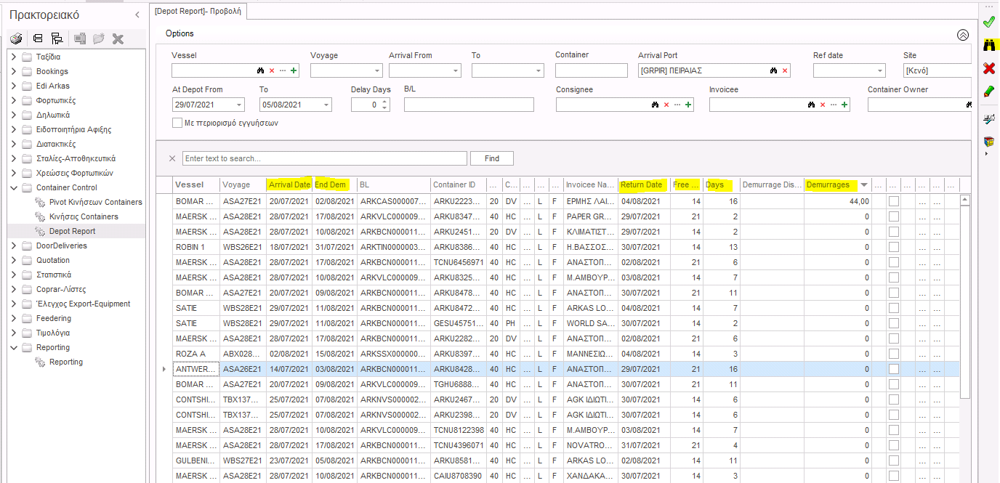 Πρακτορειακό
[Depot Report]- Προβολή
Options
Vessel Voyage Arrival From To Container Arrival Port Ref date Site
[GRPIR] ΠΕΙΡΑΙΑΣ [Κενό]
At Depot From To Delay Days B/L Consignee Invoicee Container Owner
29/07/2021 05/08/2021 0
Με περιορισμό εγγυήσεων
Enter text to search... Find
Ταξίδια
Bookings
Edi Arkas
Φορτωτικές
Δηλωτικά
Ειδοποιητήρια Αφιξης
Διατακτικές
Σταλίες-Αποθηκευτικά
Χρεώσεις Φορτωτικών
Container Control
Pivot Κινήσεων Containers
Κινήσεις Containers
Depot Report
DoorDeliveries
Quotation
Στατιστικά
Coprar-Λίστες
Έλεγχος Export-Equipment
Feedering
Τιμολόγια
Reporting
Reporting
Vessel Voyage Arrival Date End Dem BL Container ID ... C... ... ... ... Invoicee Na... Return Date Free ... Days Demurrage Dis... Demurrages ... ... ... ... ... ...
BOMAR ... ASA27E21 20/07/2021 02/08/2021 ARKCAS000007... ARKU2223... 20 DV ... L F ΕΡΜΗΣ ΛΑΙ... 04/08/2021 14 16 44,00 ... ...
MAERSK ... ASA28E21 28/07/2021 17/08/2021 ARKVLC000009... ARKU8347... 40 HC ... L F PAPER GR... 29/07/2021 21 2 0 ... ...
MAERSK ... ASA28E21 28/07/2021 10/08/2021 ARKBCN000011... ARKU2451... 20 DV ... L F ΚΛΙΜΑΤΙΣΤ... 29/07/2021 14 2 0 ... ...
ROBIN 1 WBS26E21 18/07/2021 31/07/2021 ARKTIN0000003... ARKU8386... 40 HC ... L F Η.ΒΑΣΣΟΣ... 30/07/2021 14 13 0 ... ...
MAERSK ... ASA28E21 28/07/2021 17/08/2021 ARKBCN000011... TCNU6456971 40 HC ... L F ΑΝΑΣΤΟΠ... 02/08/2021 21 6 0 ... ...
MAERSK ... ASA28E21 28/07/2021 10/08/2021 ARKVLC000009... ARKU8325... 40 HC ... L F Μ.ΑΜΒΟΥΡ... 03/08/2021 14 7 0 ... ...
BOMAR ... ASA27E21 20/07/2021 09/08/2021 ARKBCN000011... ARKU8478... 40 HC ... L F ΑΝΑΣΤΟΠ... 30/07/2021 21 11 0 ... ...
SATIE WBS28E21 29/07/2021 11/08/2021 ARKBCN000011... ARKU8472... 40 HC ... L F ARKAS LO... 04/08/2021 14 7 0 ... ...
SATIE WBS28E21 29/07/2021 11/08/2021 ARKBCN000011... GESU45751... 40 PH ... L F WORLD SA... 30/07/2021 14 2 0 ... ...
MAERSK ... ASA28E21 28/07/2021 17/08/2021 ARKBCN000011... ARKU2282... 20 DV ... L F ΑΝΑΣΤΟΠ... 02/08/2021 21 6 0 ... ...
ROZA A ABX028... 02/08/2021 15/08/2021 ARKSSX000000... ARKU8397... 40 HC ... L F ΜΑΝΝΕΣΙΩ... 04/08/2021 14 3 0 ... ...
ANTWER... ASA26E21 14/07/2021 03/08/2021 ARKBCN000011... ARKU8428... 40 HC ... L F ΑΝΑΣΤΟΠ... 29/07/2021 21 16 0 ... ...
BOMAR ... ASA27E21 20/07/2021 09/08/2021 ARKVLC000009... TGHU6888... 40 HC ... L F ΑΝΑΣΤΟΠ... 30/07/2021 21 11 0 ... ...
CONTSHI... TBX137... 25/07/2021 07/08/2021 ARKNVS000002... ARKU2467... 20 DV ... L F AGK ΙΔΙΩΤΙ... 30/07/2021 14 6 0 ... ...
CONTSHI... TBX137... 25/07/2021 07/08/2021 ARKNVS000002... ARKU2398... 20 DV ... L F AGK ΙΔΙΩΤΙ... 30/07/2021 14 6 0 ... ...
MAERSK ... ASA28E21 28/07/2021 10/08/2021 ARKVLC000009... TCNU8122398 40 HC ... L F Μ.ΑΜΒΟΥΡ... 03/08/2021 14 7 0 ... ...
MAERSK ... ASA28E21 28/07/2021 17/08/2021 ARKBCN000011... TCNU4396071 40 HC ... L F NOVATRO... 31/07/2021 21 4 0 ... ...
GULBENI... WBS27E21 23/07/2021 05/08/2021 ARKBCN000011... ARKU8581... 40 HC ... L F ARKAS LO... 02/08/2021 14 11 0 ... ...
MAERSK ... ASA28E21 28/07/2021 10/08/2021 ARKBCN000011... CAIU8708390 40 HC ... L F ΧΑΝΔΑΚΑ... 30/07/2021 14 3 0 ... ...